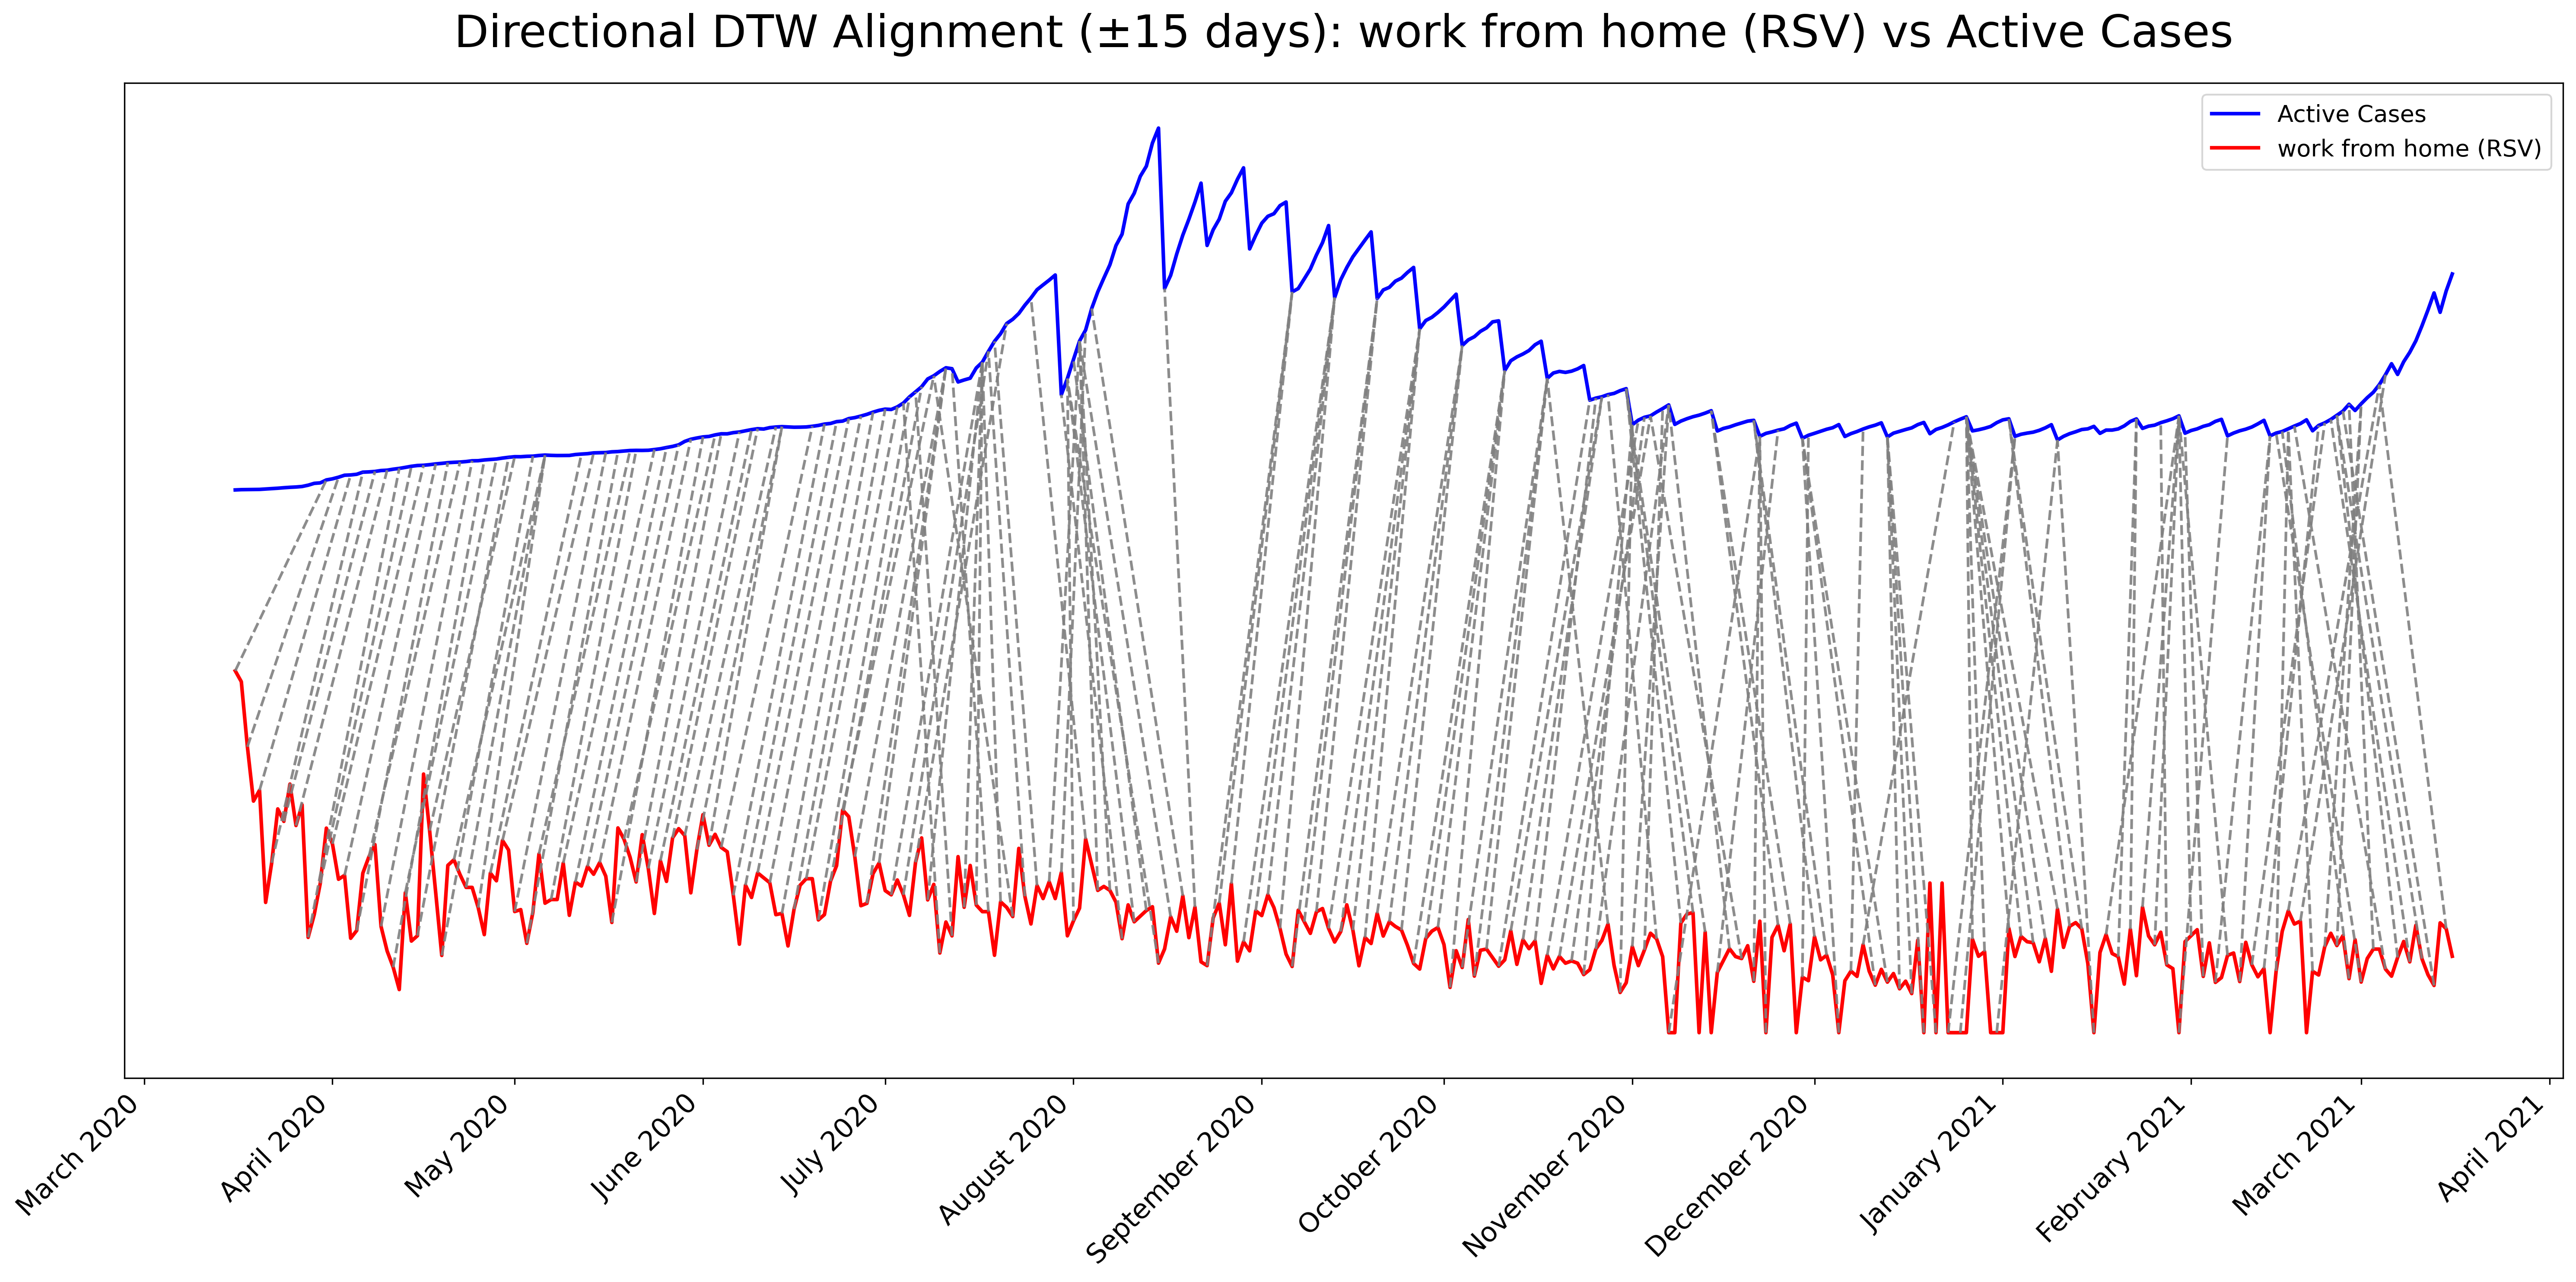 Directional DTW Alignment (±15 days): work from home (RSV) vs Active Cases
Active Cases
work from home (RSV)
March 2020
April 2020
May 2020
June 2020
July 2020
August 2020
September 2020
October 2020
November 2020
December 2020
January 2021
February 2021
March 2021
April 2021